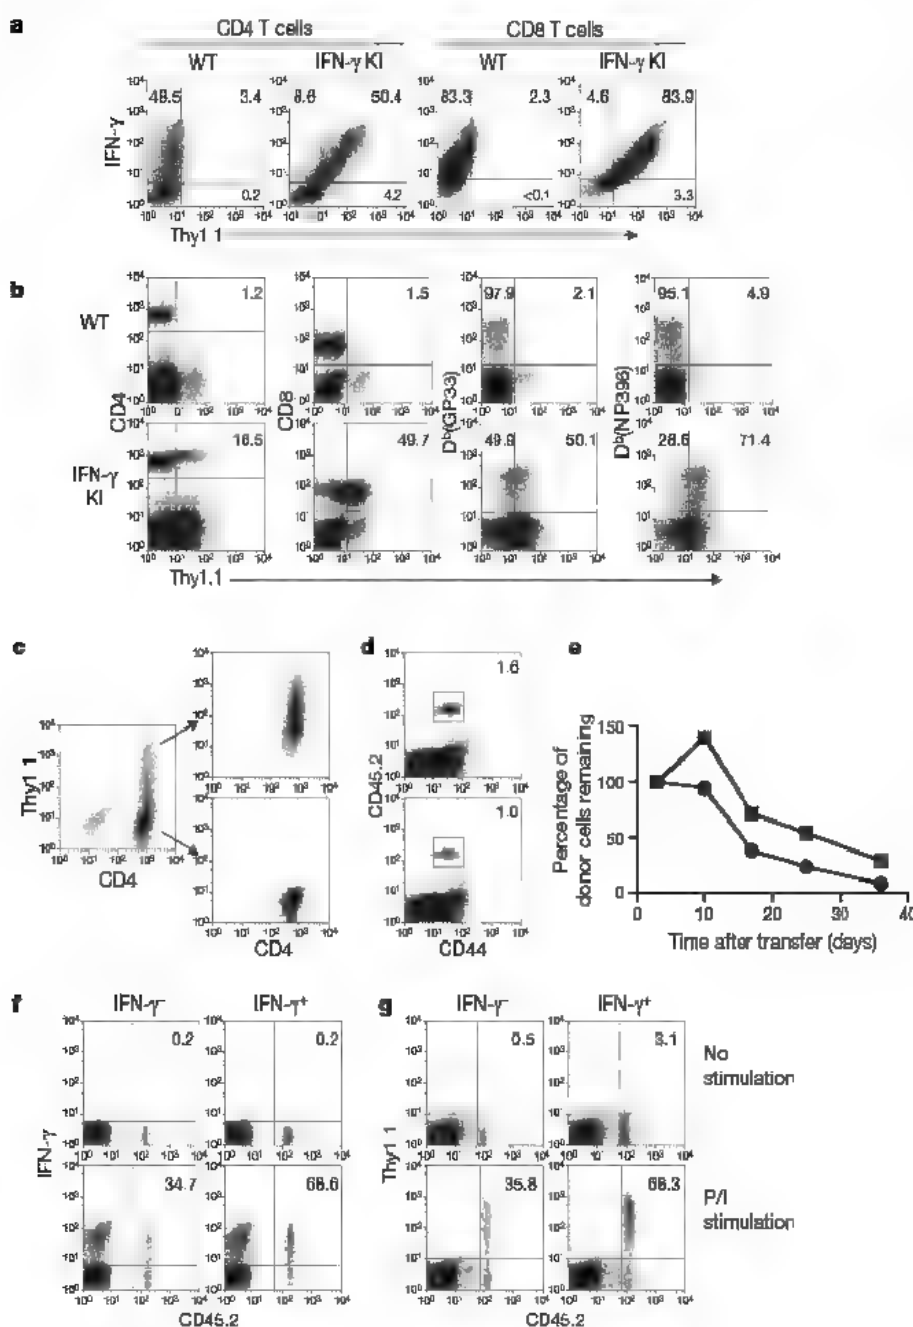 a
CD4 T cells CD8 T cells
WT IFN-γ KI WT IFN-γ KI
48.5 3.4 8.6 50.4 83.3 2.3 4.6 83.9
IFN-γ
0.2 4.2 <0.1 3.3
Thy1 1
b
WT
1.2 1.5 97.9 2.1 95.1 4.9
CD4 CD8 Dᵇ(GP33) Dᵇ(NP396)
IFN-γ
KI
16.5 49.7 49.9 50.1 28.6 71.4
Thy1.1
c d e
Thy1 1
CD4
CD4
1.6
1.0
CD45.2
CD44
Percentage of
donor cells remaining
150
100
50
0
0 10 20 30 40
Time after transfer (days)
f g
IFN-γ⁻ IFN-γ⁺ IFN-γ⁻ IFN-γ⁺
0.2 0.2 0.5 3.1
No
stimulation
IFN-γ Thy1 1
34.7 68.6 35.8 68.3
P/I
stimulation
CD45.2 CD45.2